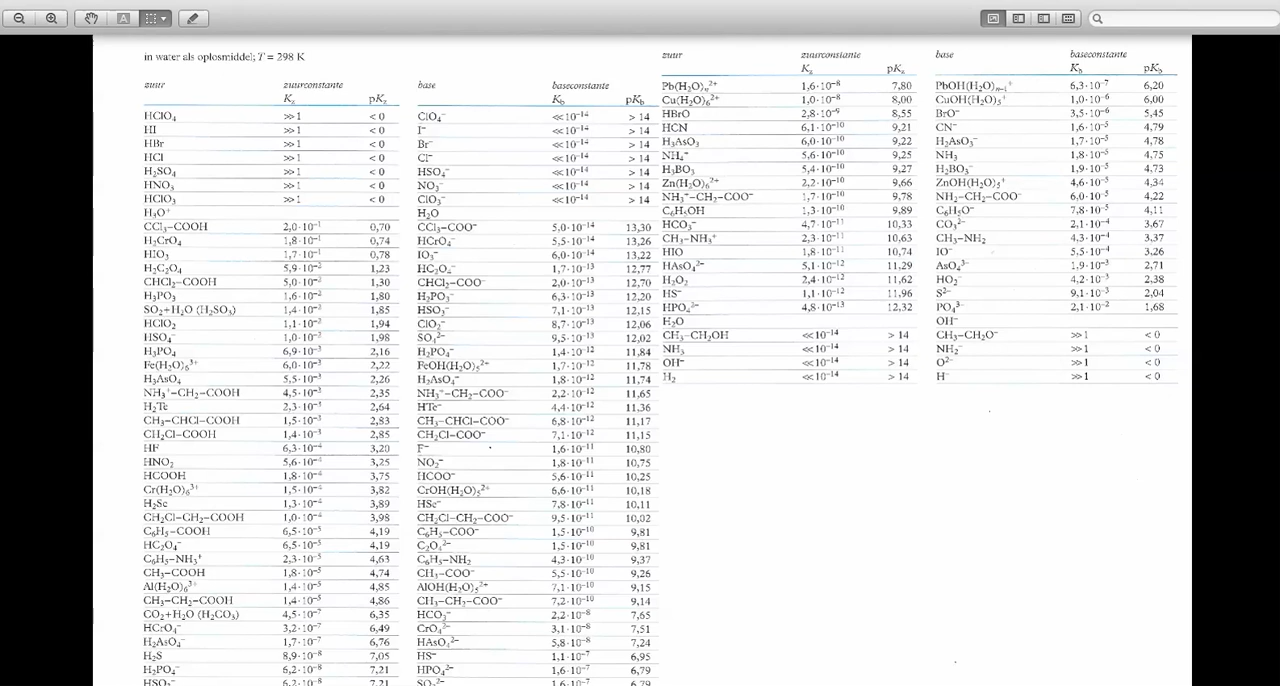 in water als oplosmiddel; T = 298 K
zuur zuurconstante base baseconstante
Kz pKz Kb pKb
HClO₄ ≫ 1 < 0 ClO₄⁻ ≪10⁻¹⁴ > 14
HI ≫ 1 < 0 I⁻ ≪10⁻¹⁴ > 14
HBr ≫ 1 < 0 Br⁻ ≪10⁻¹⁴ > 14
HCl ≫ 1 < 0 Cl⁻ ≪10⁻¹⁴ > 14
H₂SO₄ ≫ 1 < 0 HSO₄⁻ ≪10⁻¹⁴ > 14
HNO₃ ≫ 1 < 0 NO₃⁻ ≪10⁻¹⁴ > 14
HClO₃ ≫ 1 < 0 ClO₃⁻ ≪10⁻¹⁴ > 14
H₃O⁺ H₂O
CCl₃–COOH 2,0·10⁻¹ 0,70 CCl₃–COO⁻ 5,0·10⁻¹⁴ 13,30
H₂CrO₄ 1,8·10⁻¹ 0,74 HCrO₄⁻ 5,5·10⁻¹⁴ 13,26
HIO₃ 1,7·10⁻¹ 0,78 IO₃⁻ 6,0·10⁻¹⁴ 13,22
H₂C₂O₄ 5,9·10⁻² 1,23 HC₂O₄⁻ 1,7·10⁻¹³ 12,77
CHCl₂–COOH 5,0·10⁻² 1,30 CHCl₂–COO⁻ 2,0·10⁻¹³ 12,70
H₃PO₃ 1,6·10⁻² 1,80 H₂PO₃⁻ 6,3·10⁻¹³ 12,20
SO₂+H₂O (H₂SO₃) 1,4·10⁻² 1,85 HSO₃⁻ 7,1·10⁻¹³ 12,15
HClO₂ 1,1·10⁻² 1,94 ClO₂⁻ 8,7·10⁻¹³ 12,06
HSO₄⁻ 1,0·10⁻² 1,98 SO₄²⁻ 9,5·10⁻¹³ 12,02
H₃PO₄ 6,9·10⁻³ 2,16 H₂PO₄⁻ 1,4·10⁻¹² 11,84
Fe(H₂O)₆³⁺ 6,0·10⁻³ 2,22 FeOH(H₂O)₅²⁺ 1,7·10⁻¹² 11,78
H₃AsO₄ 5,5·10⁻³ 2,26 H₂AsO₄⁻ 1,8·10⁻¹² 11,74
NH₃⁺–CH₂–COOH 4,5·10⁻³ 2,35 NH₃⁺–CH₂–COO⁻ 2,2·10⁻¹² 11,65
H₂Te 2,3·10⁻³ 2,64 HTe⁻ 4,4·10⁻¹² 11,36
CH₃–CHCl–COOH 1,5·10⁻³ 2,83 CH₃–CHCl–COO⁻ 6,8·10⁻¹² 11,17
CH₂Cl–COOH 1,4·10⁻³ 2,85 CH₂Cl–COO⁻ 7,1·10⁻¹² 11,15
HF 6,3·10⁻⁴ 3,20 F⁻ 1,6·10⁻¹¹ 10,80
HNO₂ 5,6·10⁻⁴ 3,25 NO₂⁻ 1,8·10⁻¹¹ 10,75
HCOOH 1,8·10⁻⁴ 3,75 HCOO⁻ 5,6·10⁻¹¹ 10,25
Cr(H₂O)₆³⁺ 1,5·10⁻⁴ 3,82 CrOH(H₂O)₅²⁺ 6,6·10⁻¹¹ 10,18
H₂Se 1,3·10⁻⁴ 3,89 HSe⁻ 7,8·10⁻¹¹ 10,11
CH₂Cl–CH₂–COOH 1,0·10⁻⁴ 3,98 CH₂Cl–CH₂–COO⁻ 9,5·10⁻¹¹ 10,02
C₆H₅–COOH 6,5·10⁻⁵ 4,19 C₆H₅–COO⁻ 1,5·10⁻¹⁰ 9,81
HC₂O₄⁻ 6,5·10⁻⁵ 4,19 C₂O₄²⁻ 1,5·10⁻¹⁰ 9,81
C₆H₅–NH₃⁺ 2,3·10⁻⁵ 4,63 C₆H₅–NH₂ 4,3·10⁻¹⁰ 9,37
CH₃–COOH 1,8·10⁻⁵ 4,74 CH₃–COO⁻ 5,5·10⁻¹⁰ 9,26
Al(H₂O)₆³⁺ 1,4·10⁻⁵ 4,85 AlOH(H₂O)₅²⁺ 7,1·10⁻¹⁰ 9,15
CH₃–CH₂–COOH 1,4·10⁻⁵ 4,86 CH₃–CH₂–COO⁻ 7,2·10⁻¹⁰ 9,14
CO₂+H₂O (H₂CO₃) 4,5·10⁻⁷ 6,35 HCO₃⁻ 2,2·10⁻⁸ 7,65
HCrO₄⁻ 3,2·10⁻⁷ 6,49 CrO₄²⁻ 3,1·10⁻⁸ 7,51
H₂AsO₄⁻ 1,7·10⁻⁷ 6,76 HAsO₄²⁻ 5,8·10⁻⁸ 7,24
H₂S 8,9·10⁻⁸ 7,05 HS⁻ 1,1·10⁻⁷ 6,95
H₂PO₄⁻ 6,2·10⁻⁸ 7,21 HPO₄²⁻ 1,6·10⁻⁷ 6,79
HSO₃⁻ 6,2·10⁻⁸ 7,21 SO₃²⁻ 1,6·10⁻⁷ 6,79
zuur zuurconstante base baseconstante
Kz pKz Kb pKb
Pb(H₂O)ₙ²⁺ 1,6·10⁻⁸ 7,80 PbOH(H₂O)ₙ₋₁⁺ 6,3·10⁻⁷ 6,20
Cu(H₂O)₆²⁺ 1,0·10⁻⁸ 8,00 CuOH(H₂O)₅⁺ 1,0·10⁻⁶ 6,00
HBrO 2,8·10⁻⁹ 8,55 BrO⁻ 3,5·10⁻⁶ 5,45
HCN 6,1·10⁻¹⁰ 9,21 CN⁻ 1,6·10⁻⁵ 4,79
H₃AsO₃ 6,0·10⁻¹⁰ 9,22 H₂AsO₃⁻ 1,7·10⁻⁵ 4,78
NH₄⁺ 5,6·10⁻¹⁰ 9,25 NH₃ 1,8·10⁻⁵ 4,75
H₃BO₃ 5,4·10⁻¹⁰ 9,27 H₂BO₃⁻ 1,9·10⁻⁵ 4,73
Zn(H₂O)₆²⁺ 2,2·10⁻¹⁰ 9,66 ZnOH(H₂O)₅⁺ 4,6·10⁻⁵ 4,34
NH₃⁺–CH₂–COO⁻ 1,7·10⁻¹⁰ 9,78 NH₂–CH₂–COO⁻ 6,0·10⁻⁵ 4,22
C₆H₅OH 1,3·10⁻¹⁰ 9,89 C₆H₅O⁻ 7,8·10⁻⁵ 4,11
HCO₃⁻ 4,7·10⁻¹¹ 10,33 CO₃²⁻ 2,1·10⁻⁴ 3,67
CH₃–NH₃⁺ 2,3·10⁻¹¹ 10,63 CH₃–NH₂ 4,3·10⁻⁴ 3,37
HIO 1,8·10⁻¹¹ 10,74 IO⁻ 5,5·10⁻⁴ 3,26
HAsO₄²⁻ 5,1·10⁻¹² 11,29 AsO₄³⁻ 1,9·10⁻³ 2,71
H₂O₂ 2,4·10⁻¹² 11,62 HO₂⁻ 4,2·10⁻³ 2,38
HS⁻ 1,1·10⁻¹² 11,96 S²⁻ 9,1·10⁻³ 2,04
HPO₄²⁻ 4,8·10⁻¹³ 12,32 PO₄³⁻ 2,1·10⁻² 1,68
H₂O OH⁻
CH₃–CH₂OH ≪10⁻¹⁴ > 14 CH₃–CH₂O⁻ ≫1 < 0
NH₃ ≪10⁻¹⁴ > 14 NH₂⁻ ≫1 < 0
OH⁻ ≪10⁻¹⁴ > 14 O²⁻ ≫1 < 0
H₂ ≪10⁻¹⁴ > 14 H⁻ ≫1 < 0